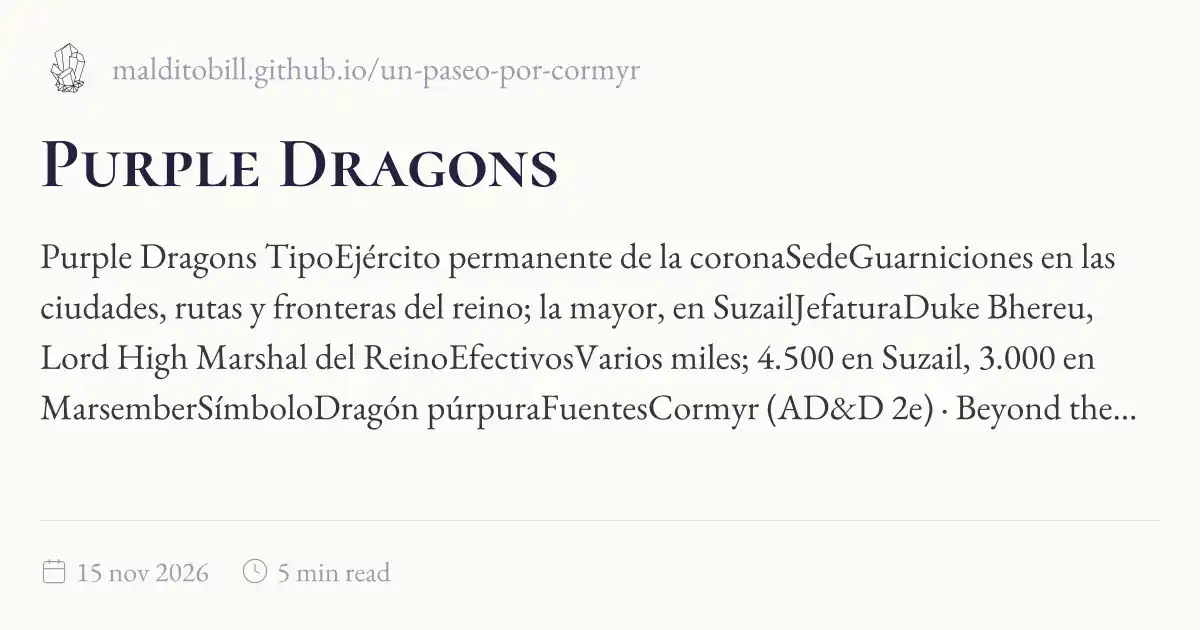 malditobill.github.io/un-paseo-por-cormyr
Purple Dragons
Purple Dragons TipoEjército permanente de la coronaSedeGuarniciones en las
ciudades, rutas y fronteras del reino; la mayor, en SuzailJefaturaDuke Bhereu,
Lord High Marshal del ReinoEfectivosVarios miles; 4.500 en Suzail, 3.000 en
MarsemberSímboloDragón púrpuraFuentesCormyr (AD&D 2e) · Beyond the...
15 nov 2026
5 min read